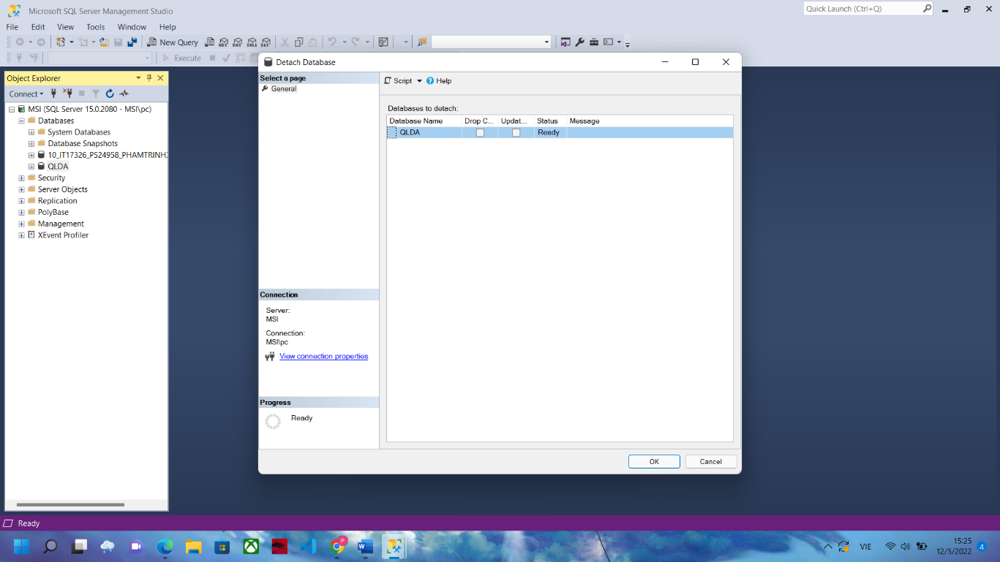 Microsoft SQL Server Management Studio
Quick Launch (Ctrl+Q)
File Edit View Tools Window Help
New Query
MDX DMX XMLA DAX
Execute
Object Explorer
Connect
MSI (SQL Server 15.0.2080 - MSI\pc)
Databases
System Databases
Database Snapshots
10_IT17326_PS24958_PHAMTRINH
QLDA
Security
Server Objects
Replication
PolyBase
Management
XEvent Profiler
Detach Database
Select a page
General
Script Help
Databases to detach:
Database Name Drop C... Updat... Status Message
QLDA Ready
Connection
Server:
MSI
Connection:
MSI\pc
View connection properties
Progress
Ready
OK Cancel
Ready
P
W
VIE
15:25
12/5/2022
4